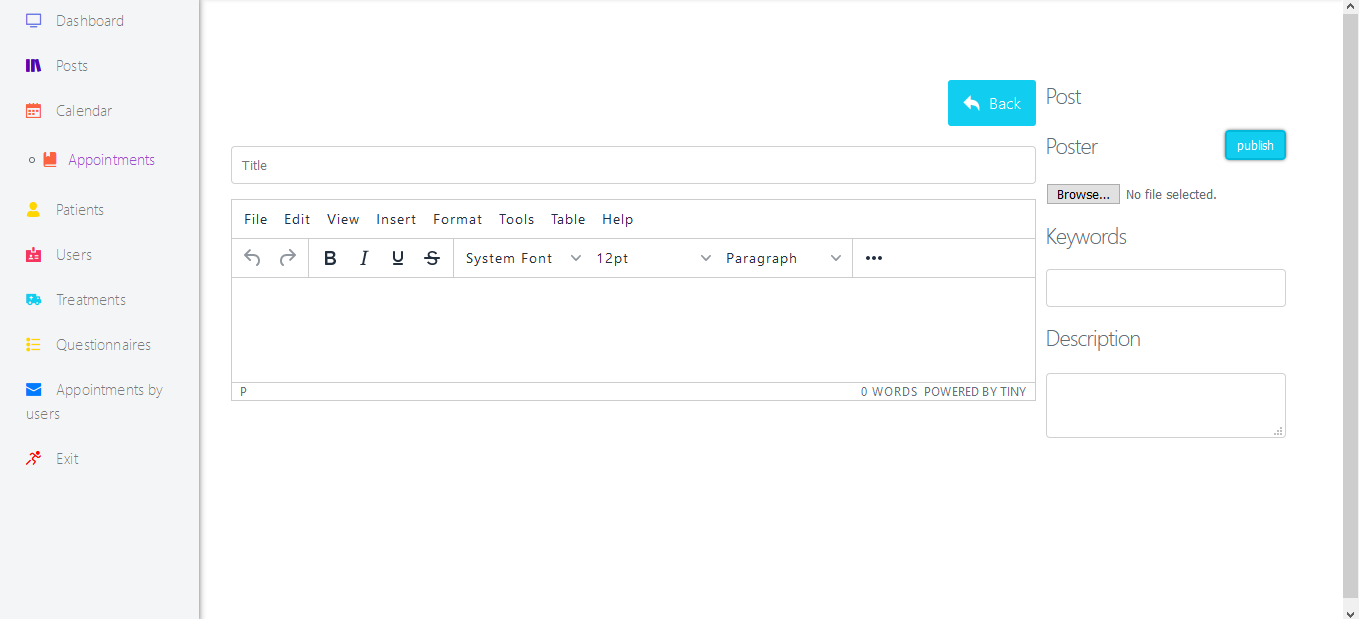 Dashboard
Posts
Calendar
Appointments
Patients
Users
Treatments
Questionnaires
Appointments by
users
Exit
Back
Title
File Edit View Insert Format Tools Table Help
B I U S System Font 12pt Paragraph
P 0 WORDS POWERED BY TINY
Post
Poster publish
Browse... No file selected.
Keywords
Description